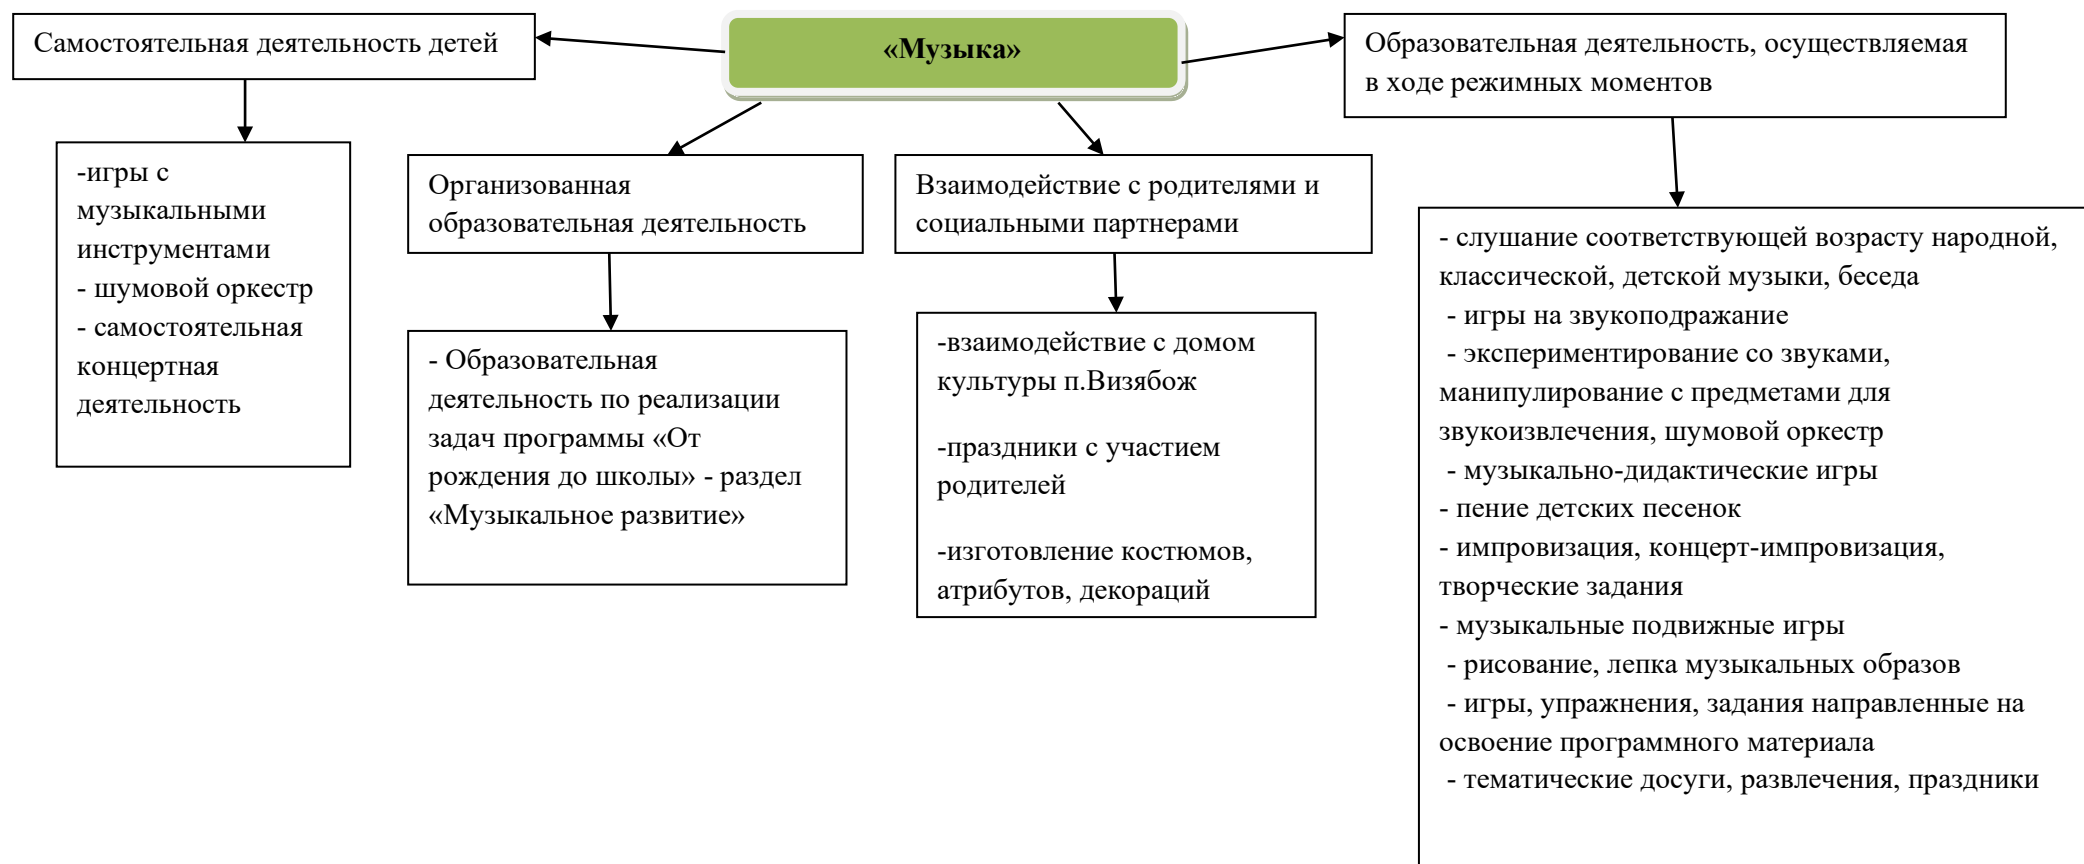 Самостоятельная деятельность детей
«Музыка»
Образовательная деятельность, осуществляемая
в ходе режимных моментов
-игры с
музыкальными
инструментами
- шумовой оркестр
- самостоятельная
концертная
деятельность
Организованная
образовательная деятельность
Взаимодействие с родителями и
социальными партнерами
- Образовательная
деятельность по реализации
задач программы «От
рождения до школы» - раздел
«Музыкальное развитие»
-взаимодействие с домом
культуры п.Визябож
-праздники с участием
родителей
-изготовление костюмов,
атрибутов, декораций
- слушание соответствующей возрасту народной,
классической, детской музыки, беседа
- игры на звукоподражание
- экспериментирование со звуками,
манипулирование с предметами для
звукоизвлечения, шумовой оркестр
- музыкально-дидактические игры
- пение детских песенок
- импровизация, концерт-импровизация,
творческие задания
- музыкальные подвижные игры
- рисование, лепка музыкальных образов
- игры, упражнения, задания направленные на
освоение программного материала
- тематические досуги, развлечения, праздники